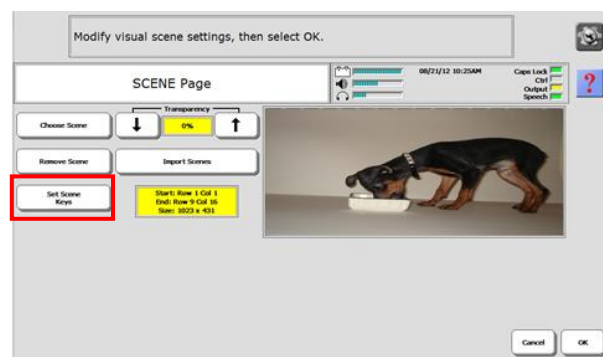 Modify visual scene settings, then select OK.
SCENE Page
08/21/12 10:25AM
Caps Lock
Ctrl
Output
Speech
?
Transparency
Choose Scene
0%
Remove Scene
Import Scenes
Set Scene
Keys
Start: Row 1 Col 1
End: Row 9 Col 16
Size: 1023 x 431
Cancel
OK